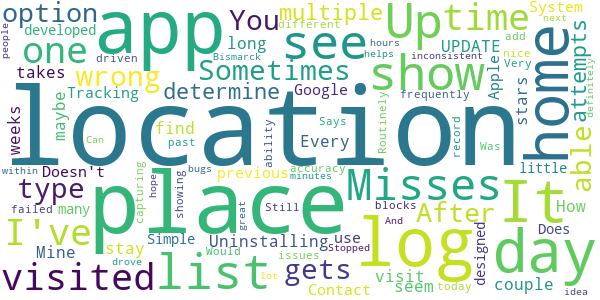 people option developed app see multiple Uptime System next
driven one You long UPDATE different add
takes wrong Sometimes show Apple hours helps Bismarck inconsistent nice Very
Tracking determine Google stars attempts definitely
weeks maybe find Every frequently able
location home
Doesn't past ability Routinely record little
type many previous accuracy Can within
place Misses It
capturing hope showing minutes bugs blocks How
I've failed stay Simple Still After Does
Mine Uninstalling use And couple
log day
visited drove list Would great issues stopped visit designed
gets Contact lot seem today Was Says idea